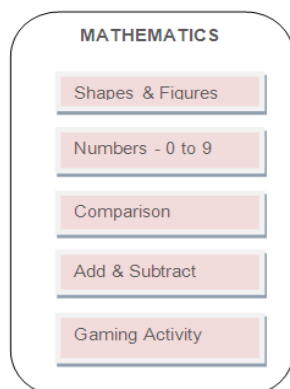 MATHEMATICS
Shapes & Figures
Numbers - 0 to 9
Comparison
Add & Subtract
Gaming Activity